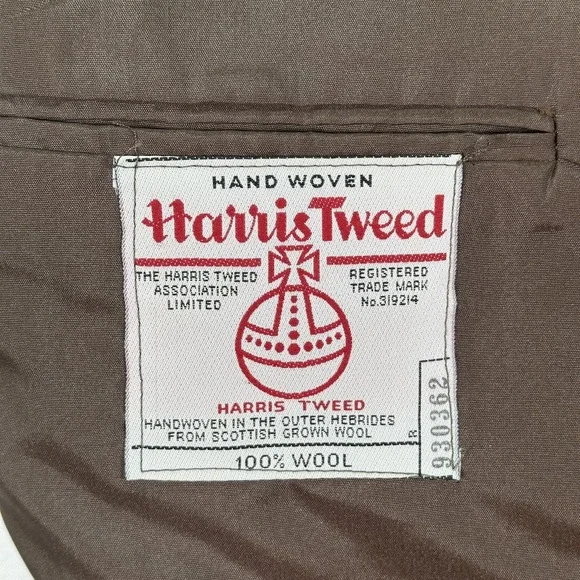 HAND WOVEN
Harris Tweed
THE HARRIS TWEED
ASSOCIATION
LIMITED
REGISTERED
TRADE MARK
No.319214
HARRIS TWEED
HANDWOVEN IN THE OUTER HEBRIDES
FROM SCOTTISH GROWN WOOL
R
100% WOOL
930362